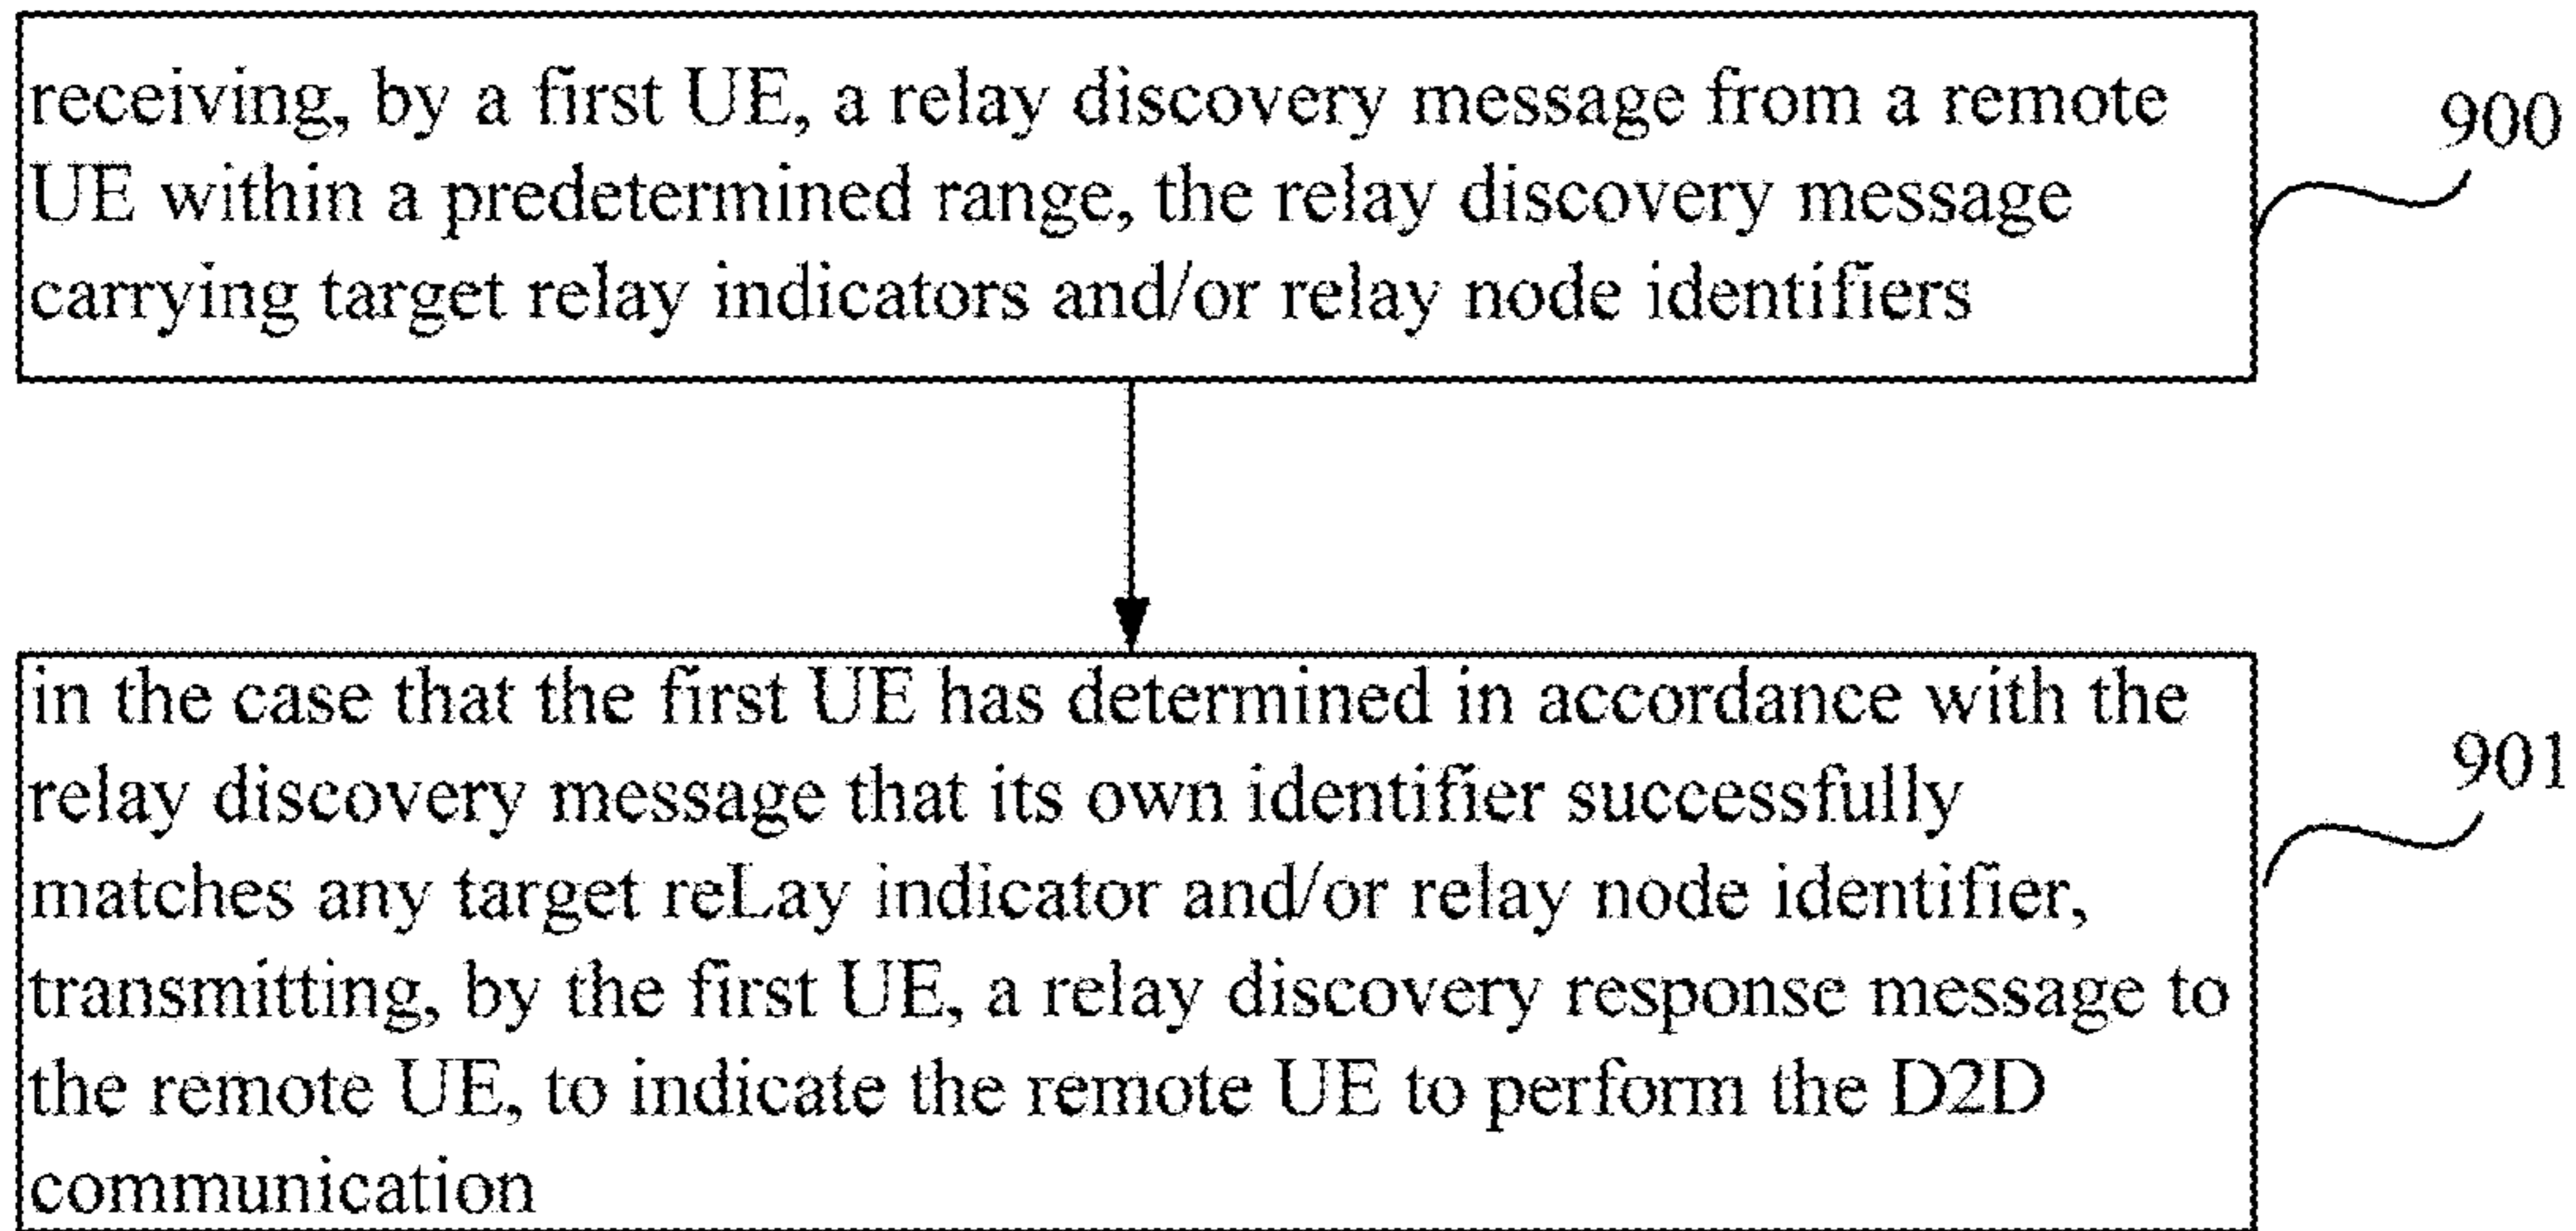 receiving, by a first UE, a relay discovery message from a remote
UE within a predetermined range, the relay discovery message
carrying target relay indicators and/or relay node identifiers
900
in the case that the first UE has determined in accordance with the
relay discovery message that its own identifier successfully
matches any target reLay indicator and/or relay node identifier,
transmitting, by the first UE, a relay discovery response message to
the remote UE, to indicate the remote UE to perform the D2D
communication
901